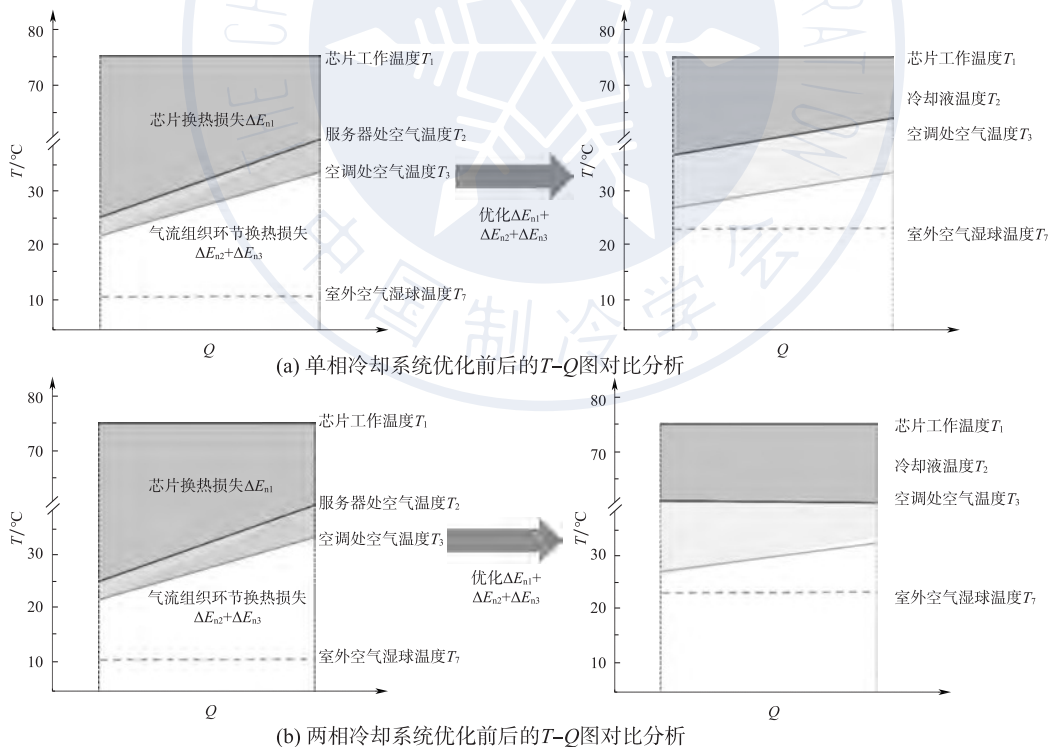 80
70
30
20
10
T/°C
Q
芯片工作温度T₁
芯片换热损失ΔEₙ₁
服务器处空气温度T₂
空调处空气温度T₃
气流组织环节换热损失
ΔEₙ₂+ΔEₙ₃
室外空气湿球温度T₇
优化ΔEₙ₁+
ΔEₙ₂+ΔEₙ₃
80
70
30
20
10
T/°C
Q
芯片工作温度T₁
冷却液温度T₂
空调处空气温度T₃
室外空气湿球温度T₇
中国制冷学会
RATION
(a) 单相冷却系统优化前后的T–Q图对比分析
80
70
30
20
10
T/°C
Q
芯片工作温度T₁
芯片换热损失ΔEₙ₁
服务器处空气温度T₂
空调处空气温度T₃
气流组织环节换热损失
ΔEₙ₂+ΔEₙ₃
室外空气湿球温度T₇
优化ΔEₙ₁+
ΔEₙ₂+ΔEₙ₃
80
70
30
20
10
T/°C
Q
芯片工作温度T₁
冷却液温度T₂
空调处空气温度T₃
室外空气湿球温度T₇
(b) 两相冷却系统优化前后的T–Q图对比分析